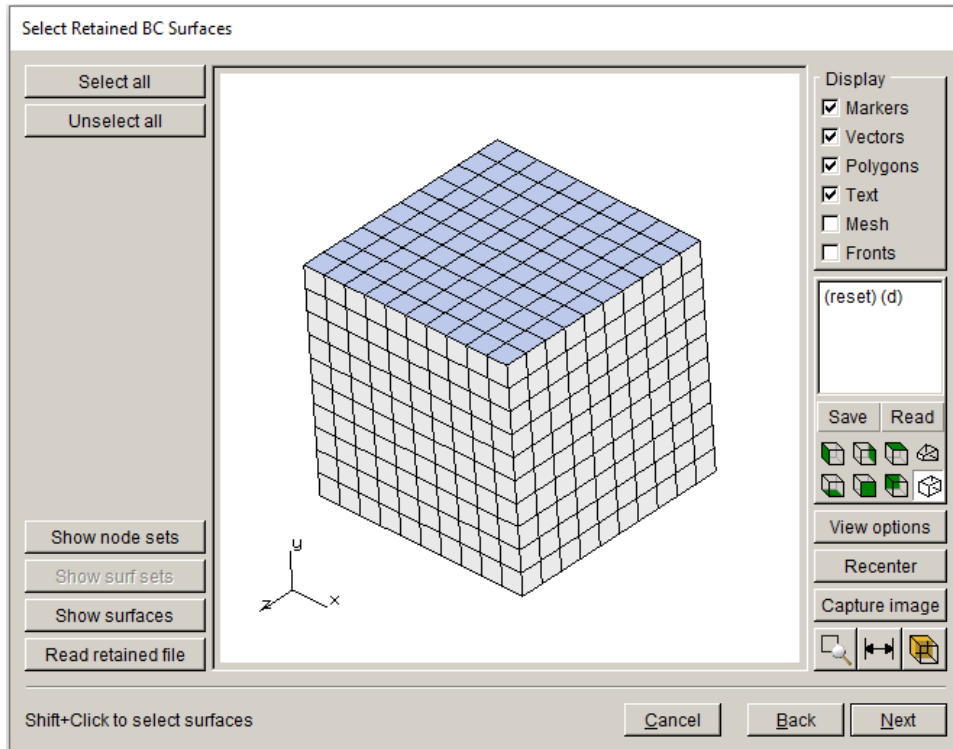 Select Retained BC Surfaces
Select all
Unselect all
Show node sets
Show surf sets
Show surfaces
Read retained file
y
x
z
Display
Markers
Vectors
Polygons
Text
Mesh
Fronts
(reset) (d)
Save Read
View options
Recenter
Capture image
Shift+Click to select surfaces
Cancel Back Next